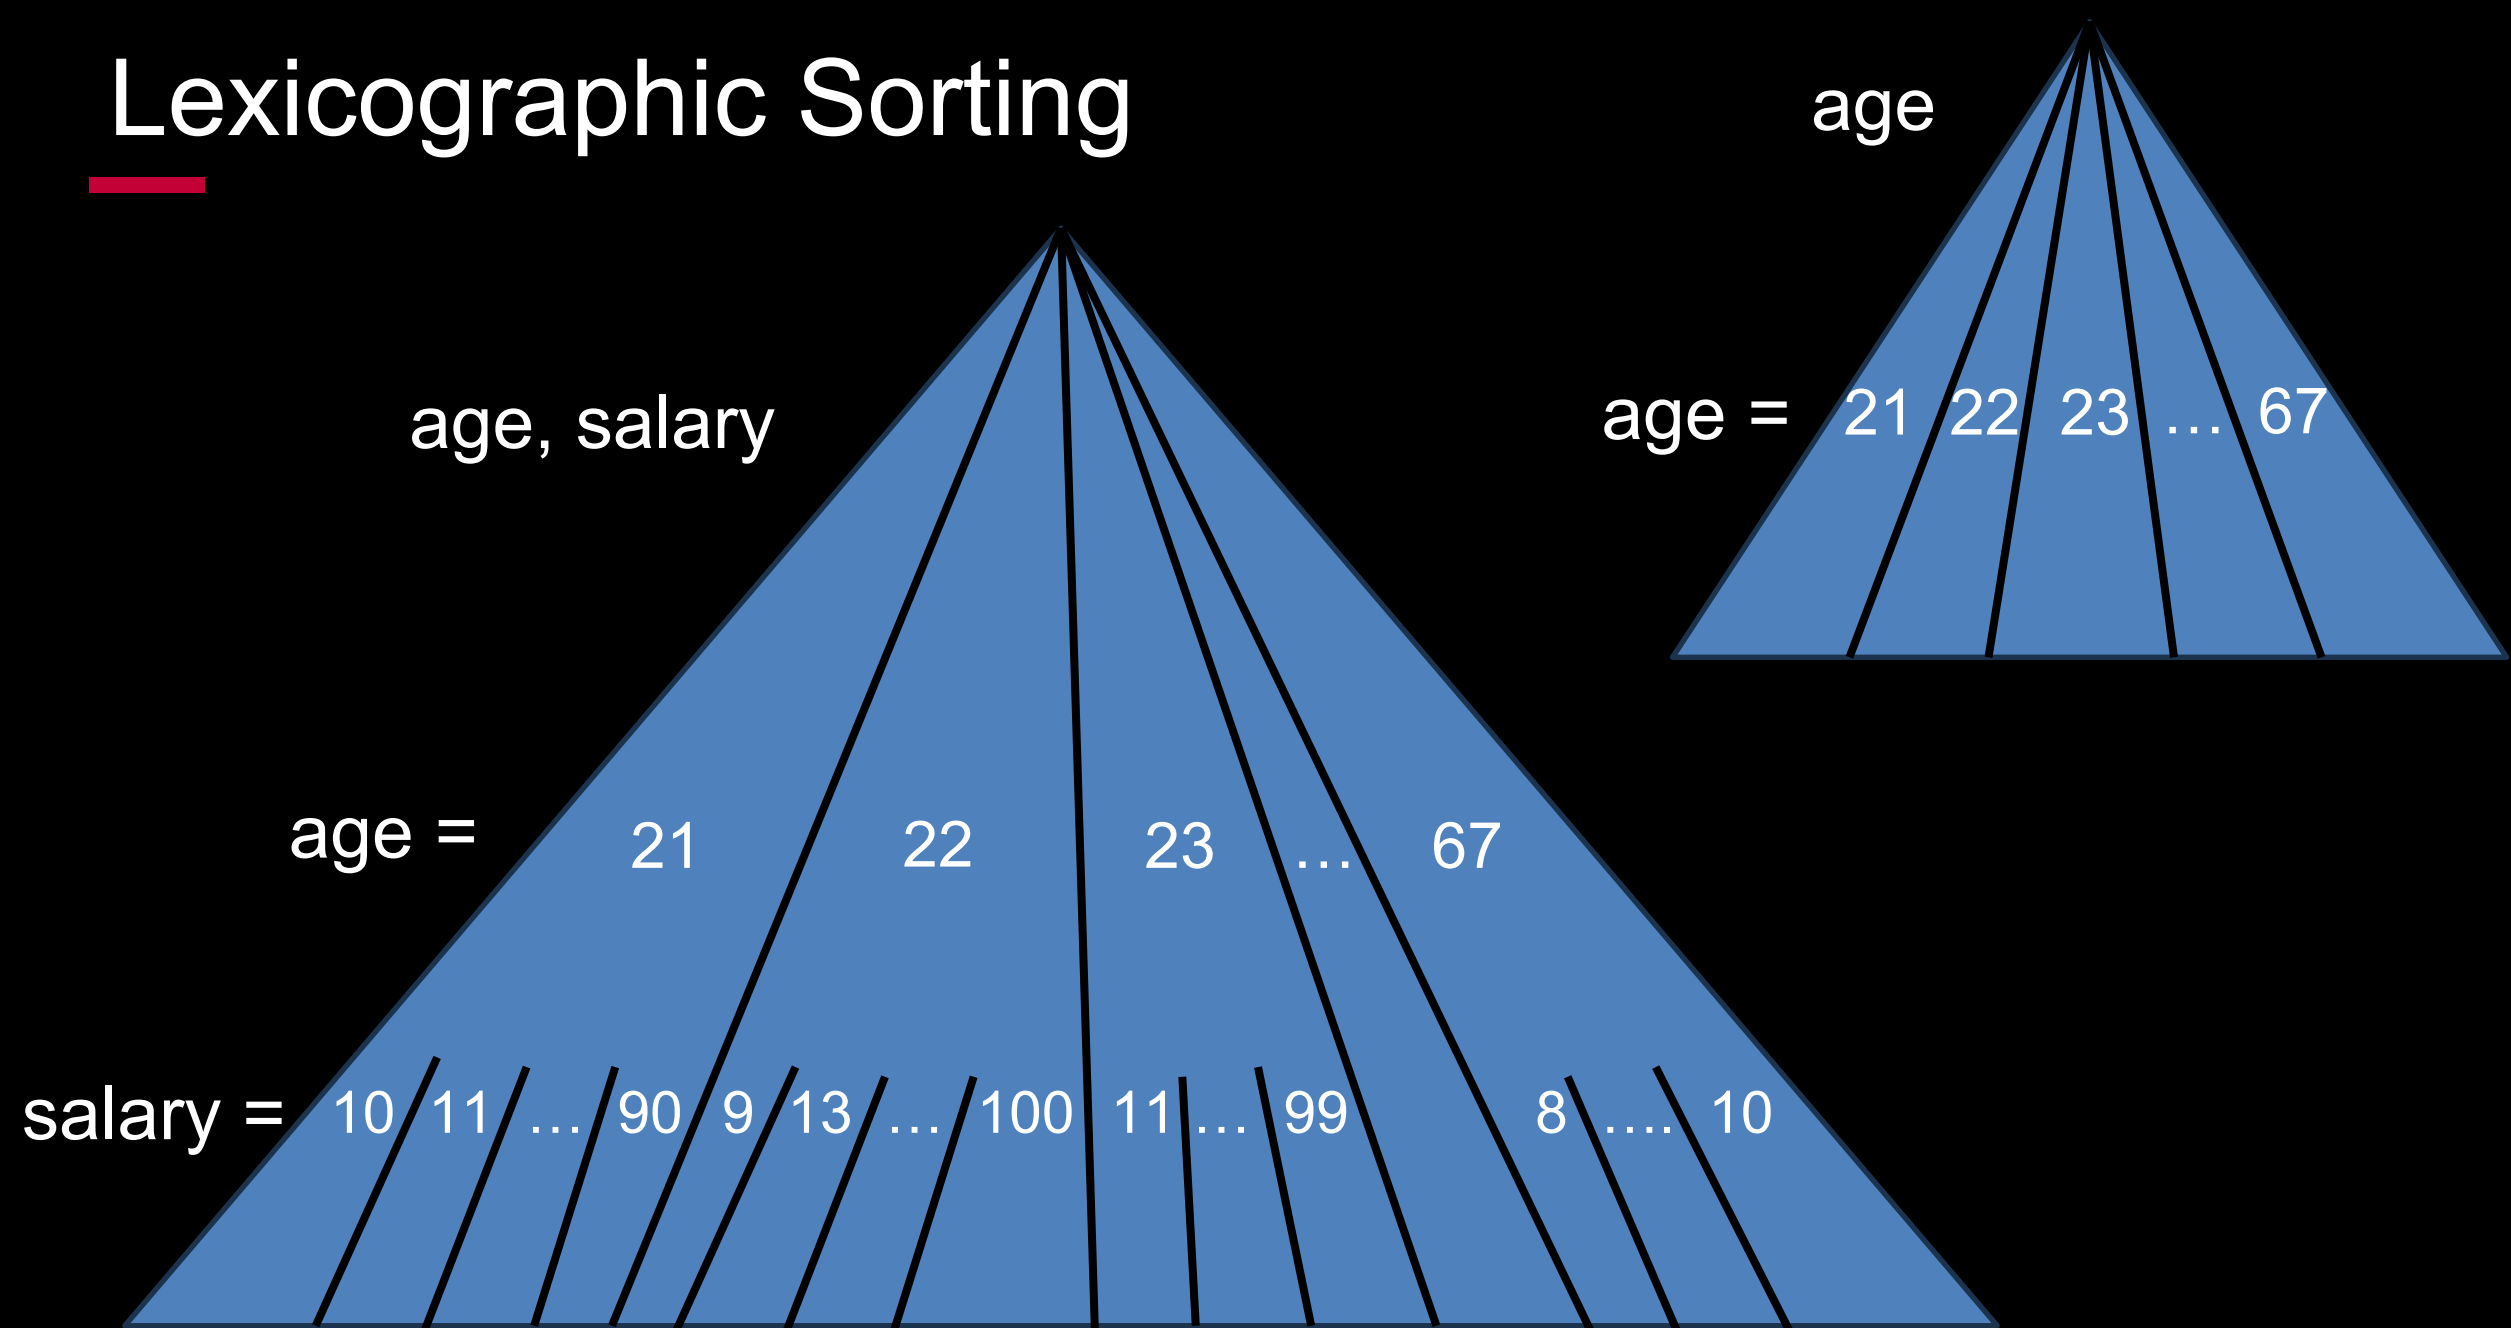 Lexicographic Sorting
age
age, salary
age = 21 22 23 … 67
age = 21 22 23 … 67
salary = 10 11 … 90 9 13 … 100 11 … 99 8 …. 10